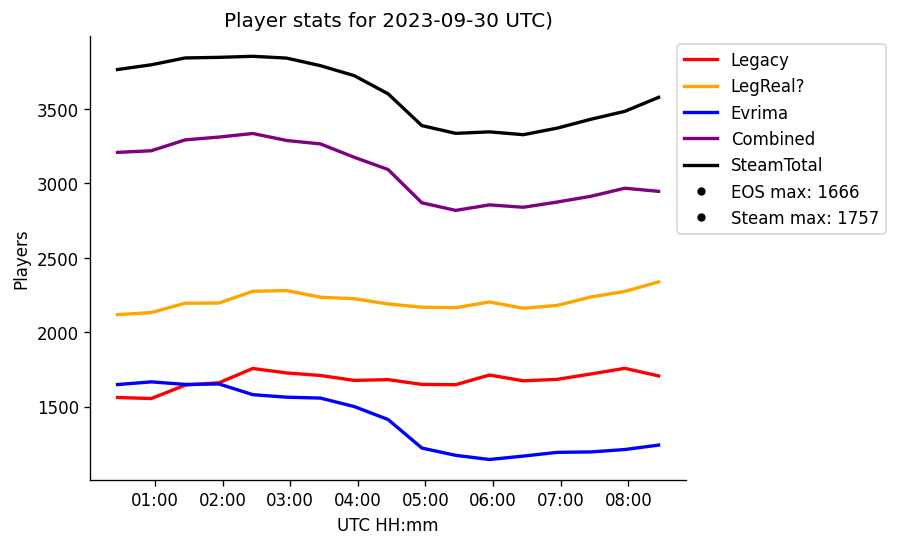 Player stats for 2023-09-30 UTC)
Legacy
LegReal?
Evrima
Combined
SteamTotal
EOS max: 1666
Steam max: 1757
Players
3500
3000
2500
2000
1500
01:00 02:00 03:00 04:00 05:00 06:00 07:00 08:00
UTC HH:mm